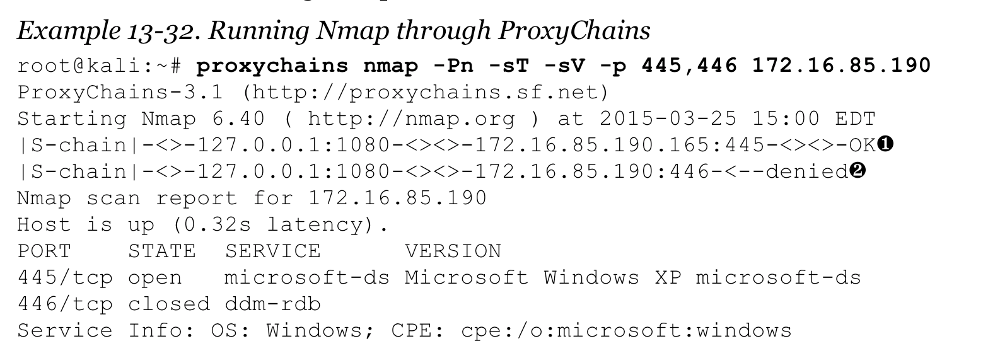 Example 13-32. Running Nmap through ProxyChains
root@kali:~# proxychains nmap -Pn -sT -sV -p 445,446 172.16.85.190
ProxyChains-3.1 (http://proxychains.sf.net)
Starting Nmap 6.40 ( http://nmap.org ) at 2015-03-25 15:00 EDT
|S-chain|-<>-127.0.0.1:1080-<><>-172.16.85.190.165:445-<><>-OK❶
|S-chain|-<>-127.0.0.1:1080-<><>-172.16.85.190:446-<--denied❷
Nmap scan report for 172.16.85.190
Host is up (0.32s latency).
PORT    STATE  SERVICE      VERSION
445/tcp open   microsoft-ds Microsoft Windows XP microsoft-ds
446/tcp closed ddm-rdb
Service Info: OS: Windows; CPE: cpe:/o:microsoft:windows